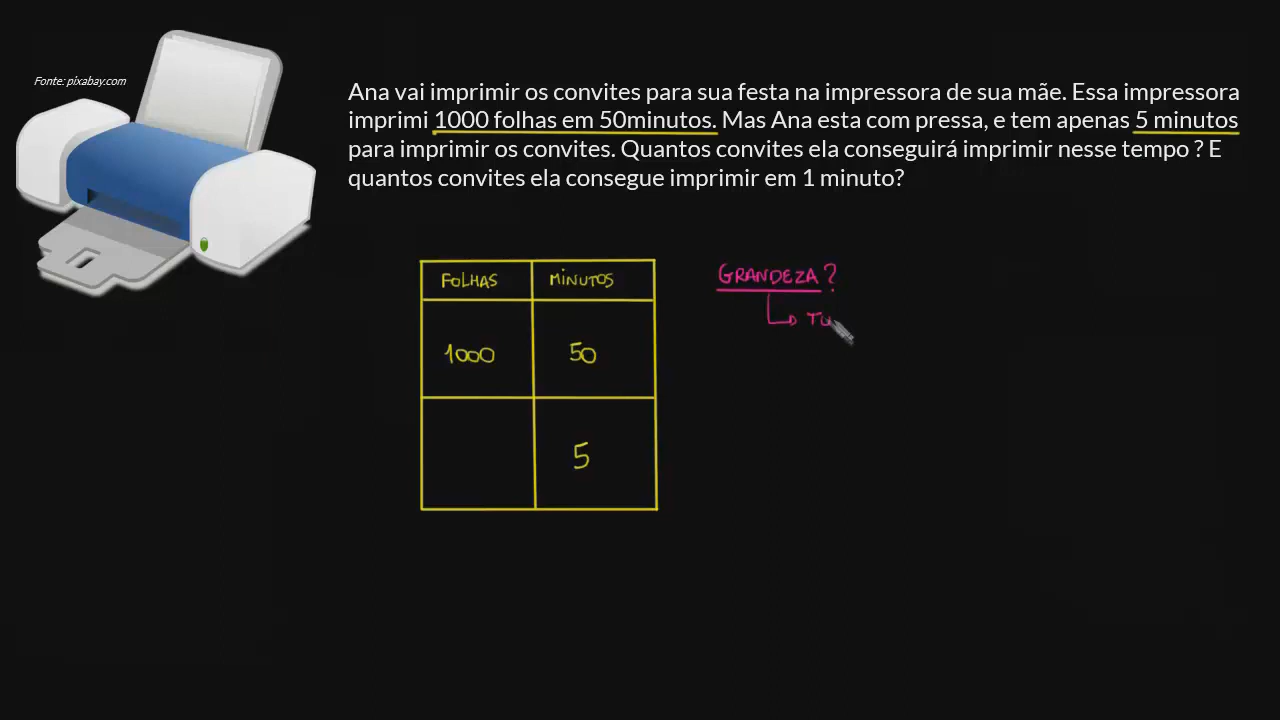 Fonte: pixabay.com
Ana vai imprimir os convites para sua festa na impressora de sua mãe. Essa impressora
imprimi 1000 folhas em 50minutos. Mas Ana esta com pressa, e tem apenas 5 minutos
para imprimir os convites. Quantos convites ela conseguirá imprimir nesse tempo ? E
quantos convites ela consegue imprimir em 1 minuto?
FOLHAS MINUTOS
1000 50
5
GRANDEZA?
TU